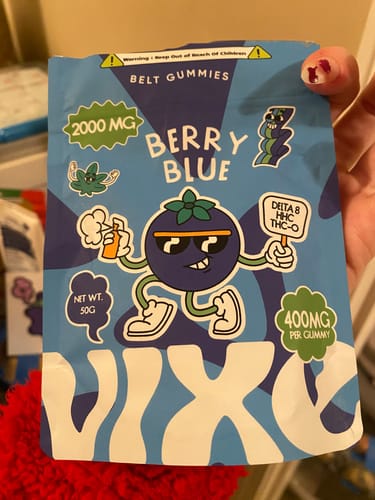 Warning : Keep Out of Reach Of Children
BELT GUMMIES
2000 MG
BERRY
BLUE
DELTA 8
HHC
THC-O
NET WT.
50G
400MG
PER GUMMY
VIXE